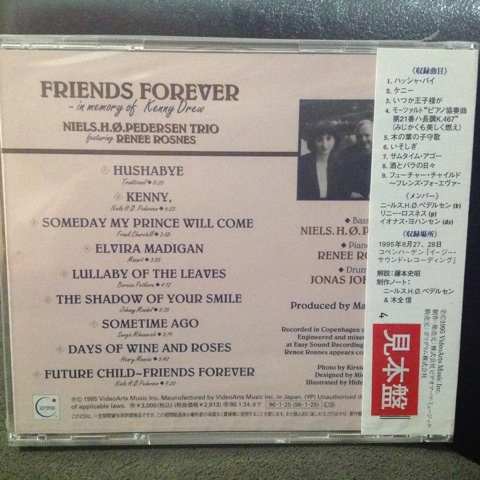 FRIENDS FOREVER
~in memory of Kenny Drew
NIELS.H.Ø.PEDERSEN TRIO
featuring RENEE ROSNES
HUSHABYE
Traditional
KENNY,
Niels H.Ø. Pedersen
SOMEDAY MY PRINCE WILL COME
Frank Churchill
ELVIRA MADIGAN
Mozart
LULLABY OF THE LEAVES
Bernice Petkere
THE SHADOW OF YOUR SMILE
Johnny Mandel
SOMETIME AGO
Sergio Mihanovich
DAYS OF WINE AND ROSES
Henry Mancini
FUTURE CHILD~FRIENDS FOREVER
Niels H.Ø. Pedersen
Bass
NIELS.H.Ø.P
Piano
RENEE RO
Drum
JONAS JO
Produced by Ma
Recorded in Copenhagen
Engineered and mixed
at Easy Sound Recording
Renee Rosnes appears
Photo by Kirst
Designed by Mic
Illustrated by Hide
℗© 1995 VideoArts Music Inc. Maunufactured by VideoArts Music Inc. in Japan. (VP) Unauthorized
of applicable laws.
《収録曲目》
1. ハッシャ・バイ
2. ケニー
3. いつか王子様が
4. モーツァルト“ピアノ協奏曲
第21番ハ長調K.467”
(みじかくも美しく燃え)
5. 木の葉の子守歌
6. いそしぎ
7. サムタイム・アゴー
8. 酒とバラの日々
9. フューチャー・チャイルド
~フレンズ・フォーエヴァー
《メンバー》
ニールス.H.Ø.ペデルセン (b)
リニー・ロスネス (p)
イオナス・ヨハンセン (ds)
《収録場所》
1995年8月27、28日
コペンハーゲン「イージー・
サウンド・レコーディング」
解説：藤本史昭
制作ノート：
ニールス.H.Ø.ペデルセン
&木全 信
℗©1995 VideoArts Music Inc.
見本盤
4